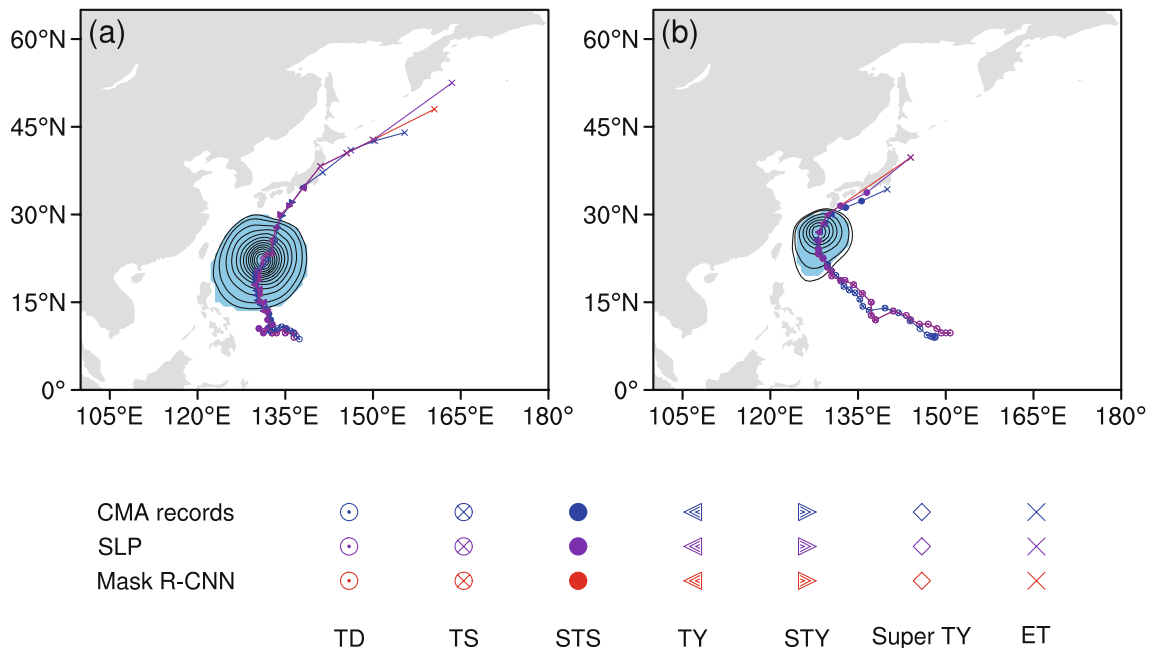 (a) (b)
60°N 60°N
45°N 45°N
30°N 30°N
15°N 15°N
0° 0°
105°E 120°E 135°E 150°E 165°E 180° 105°E 120°E 135°E 150°E 165°E 180°
CMA records
SLP
Mask R-CNN
TD TS STS TY STY Super TY ET